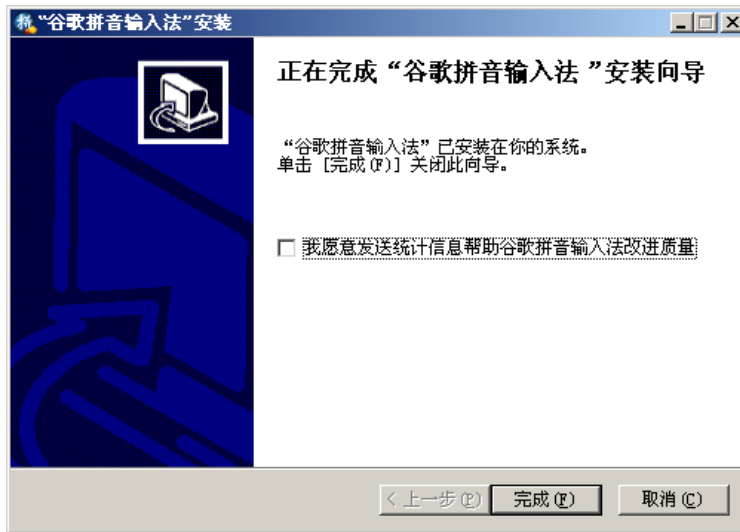 “谷歌拼音输入法”安装
正在完成“谷歌拼音输入法 ”安装向导
“谷歌拼音输入法”已安装在你的系统。
单击 [完成(F)] 关闭此向导。
我愿意发送统计信息帮助谷歌拼音输入法改进质量
< 上一步(P) 完成(F) 取消(C)